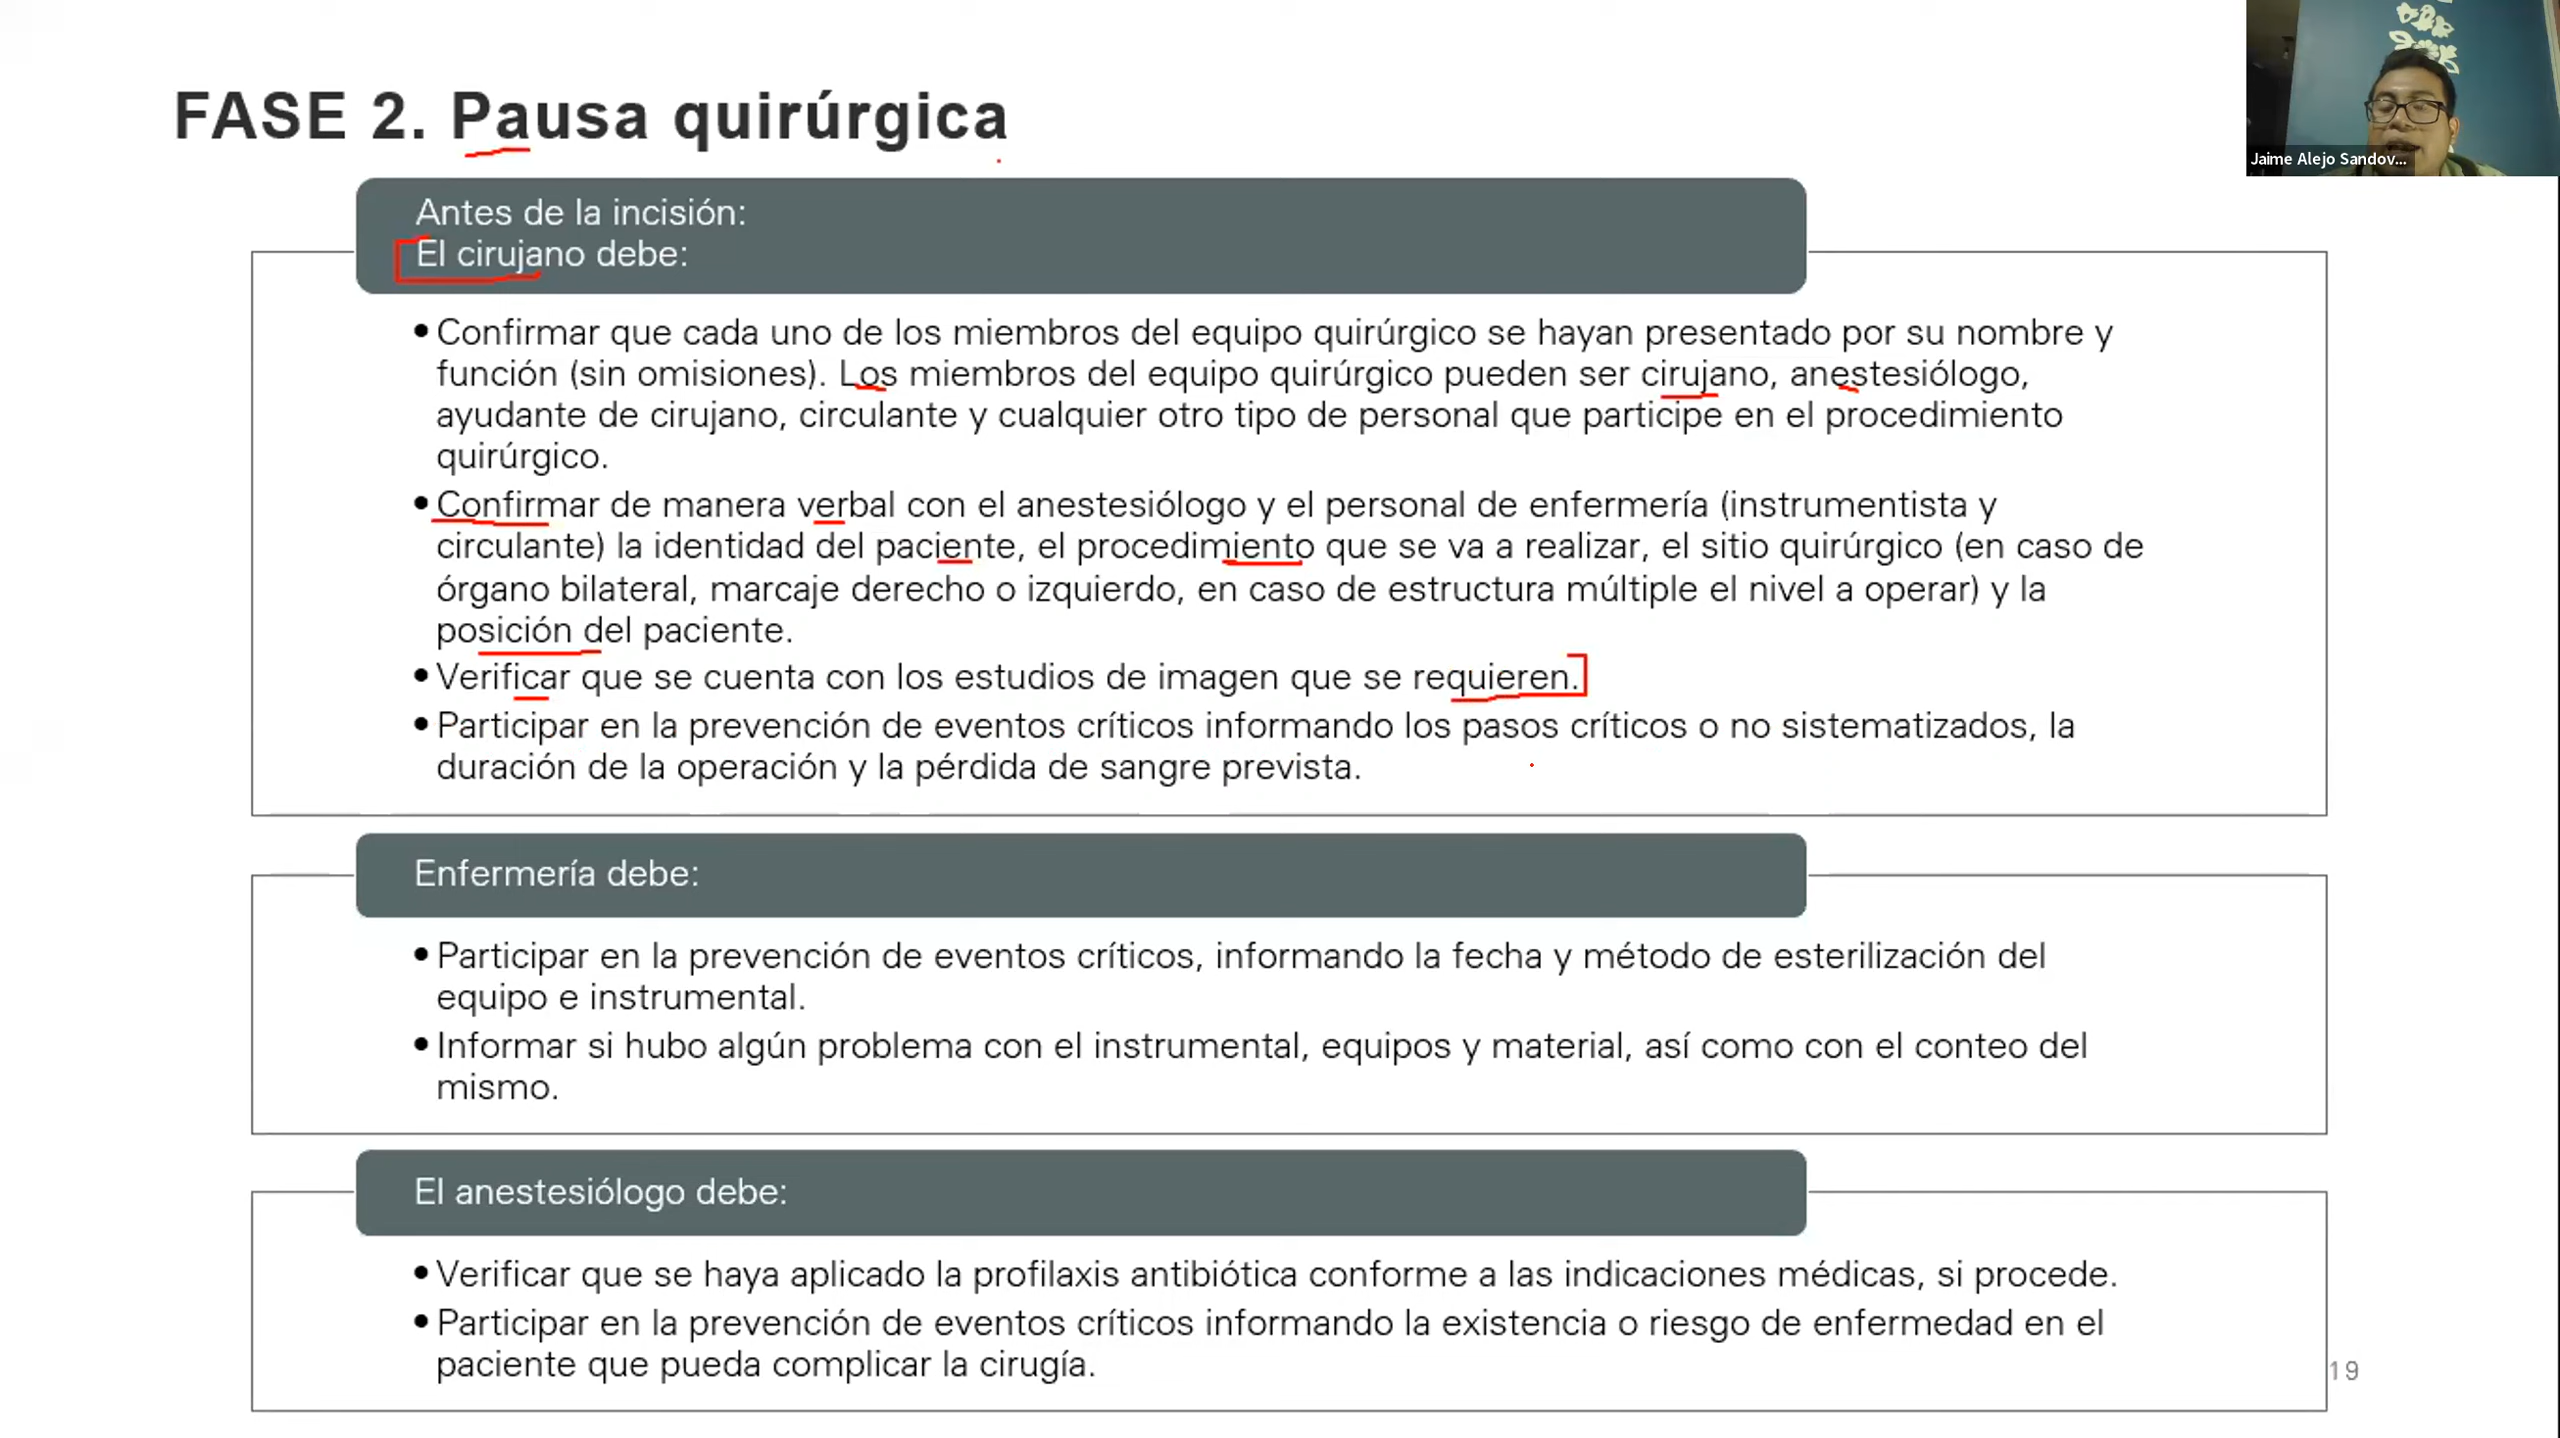 FASE 2. Pausa quirúrgica
Jaime Alejo Sandov...
Antes de la incisión:
El cirujano debe:
•Confirmar que cada uno de los miembros del equipo quirúrgico se hayan presentado por su nombre y
función (sin omisiones). Los miembros del equipo quirúrgico pueden ser cirujano, anestesiólogo,
ayudante de cirujano, circulante y cualquier otro tipo de personal que participe en el procedimiento
quirúrgico.
•Confirmar de manera verbal con el anestesiólogo y el personal de enfermería (instrumentista y
circulante) la identidad del paciente, el procedimiento que se va a realizar, el sitio quirúrgico (en caso de
órgano bilateral, marcaje derecho o izquierdo, en caso de estructura múltiple el nivel a operar) y la
posición del paciente.
•Verificar que se cuenta con los estudios de imagen que se requieren.
•Participar en la prevención de eventos críticos informando los pasos críticos o no sistematizados, la
duración de la operación y la pérdida de sangre prevista.
Enfermería debe:
•Participar en la prevención de eventos críticos, informando la fecha y método de esterilización del
equipo e instrumental.
•Informar si hubo algún problema con el instrumental, equipos y material, así como con el conteo del
mismo.
El anestesiólogo debe:
•Verificar que se haya aplicado la profilaxis antibiótica conforme a las indicaciones médicas, si procede.
•Participar en la prevención de eventos críticos informando la existencia o riesgo de enfermedad en el
paciente que pueda complicar la cirugía.
19